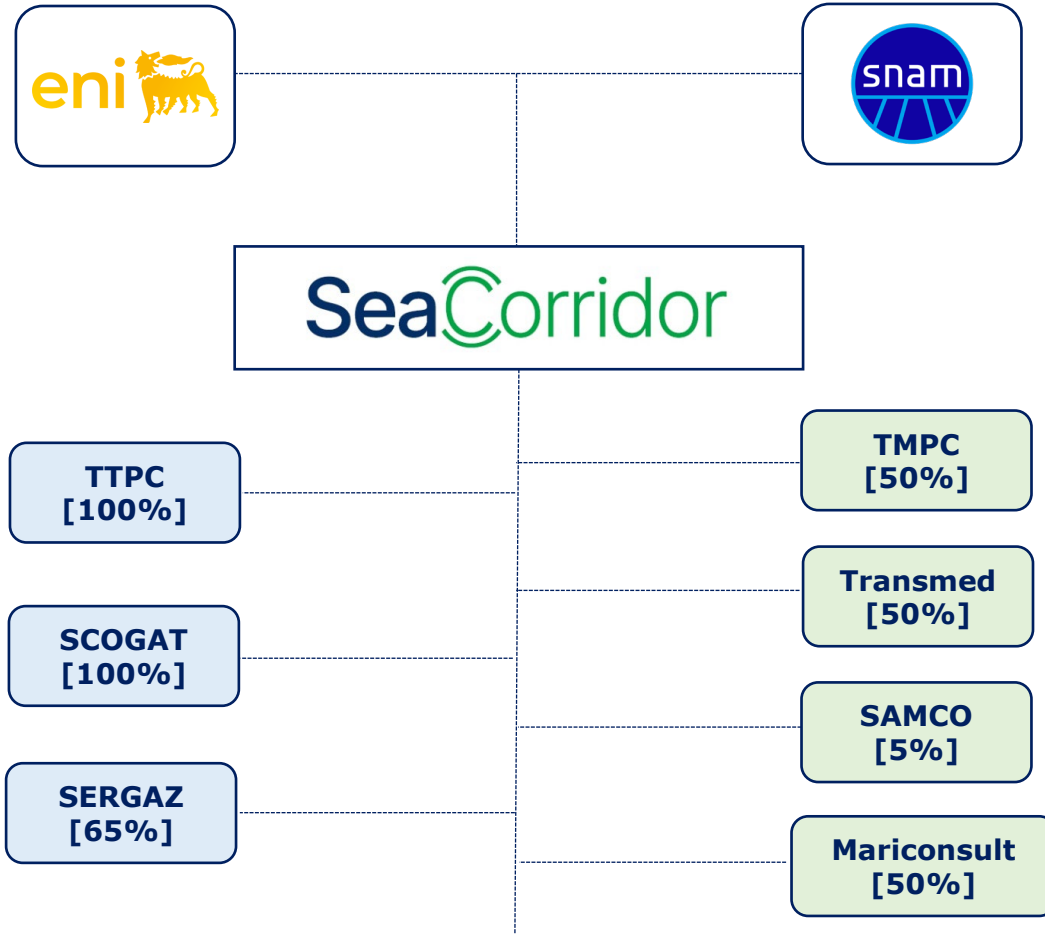 eni
snam
SeaCorridor
TTPC
[100%]
TMPC
[50%]
SCOGAT
[100%]
Transmed
[50%]
SERGAZ
[65%]
SAMCO
[5%]
Mariconsult
[50%]